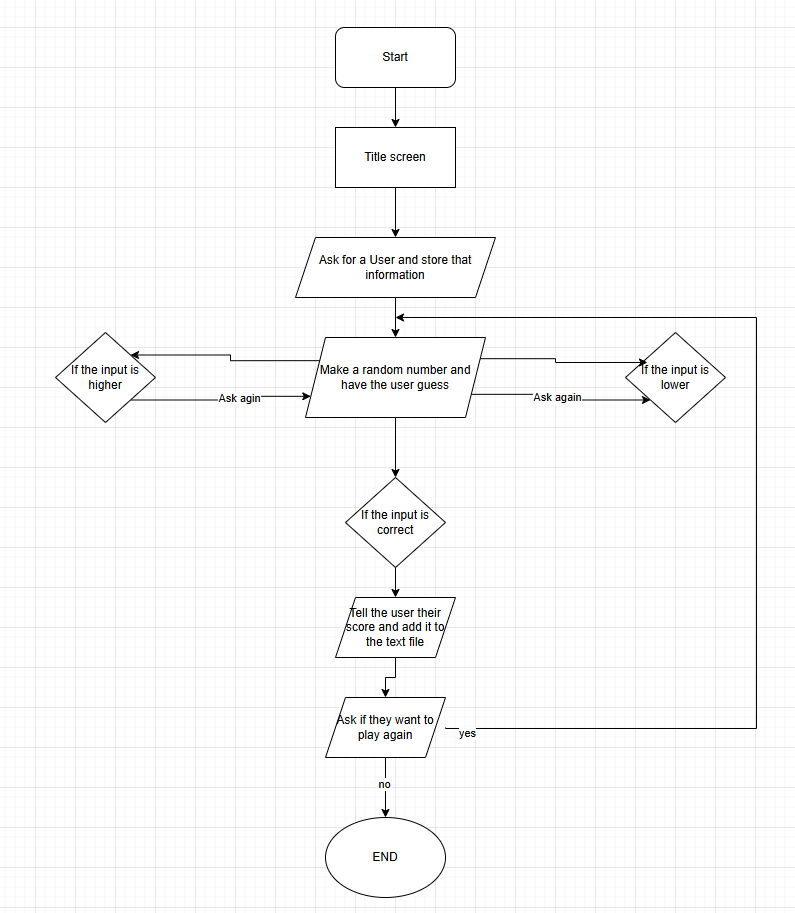 Start
Title screen
Ask for a User and store that
information
If the input is
higher
Make a random number and
have the user guess
If the input is
lower
Ask agin
Ask again
If the input is
correct
Tell the user their
score and add it to
the text file
Ask if they want to
play again
yes
no
END